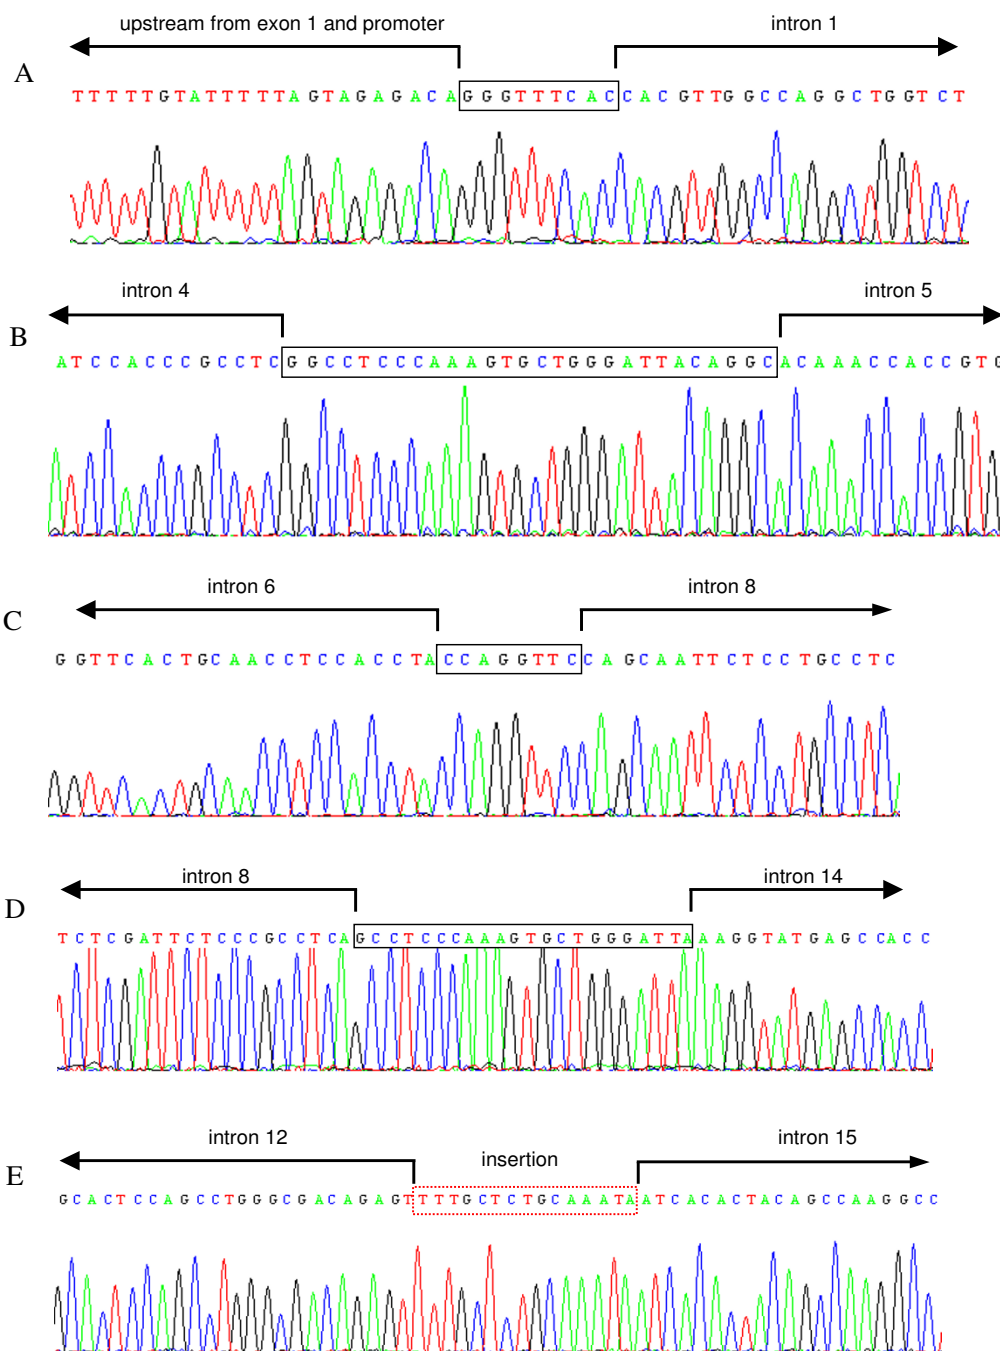 upstream from exon 1 and promoter intron 1
A
TTTTTGTATTTTTAGTAGAGACAGGGTTTCACCACGTTGGCCAGGCTGGTCT
intron 4 intron 5
B
ATCCACCCGCCTCGGCCTCCCAAAGTGCTGGGATTACAGGCACAAACCACCGTG
intron 6 intron 8
C
GGTTCACTGCAACCTCCACCTACCAGGTTCCAGCAATTCTCCTGCCTC
intron 8 intron 14
D
TCTCGATTCTCCCGCCTCAGCCTCCCAAAGTGCTGGGATTAAAGGTATGAGCCACC
intron 12 insertion intron 15
E
GCACTCCAGCCTGGGCGACAGAGTTTTGCTCTGCAAATAATCACACTACAGCCAAGGCC